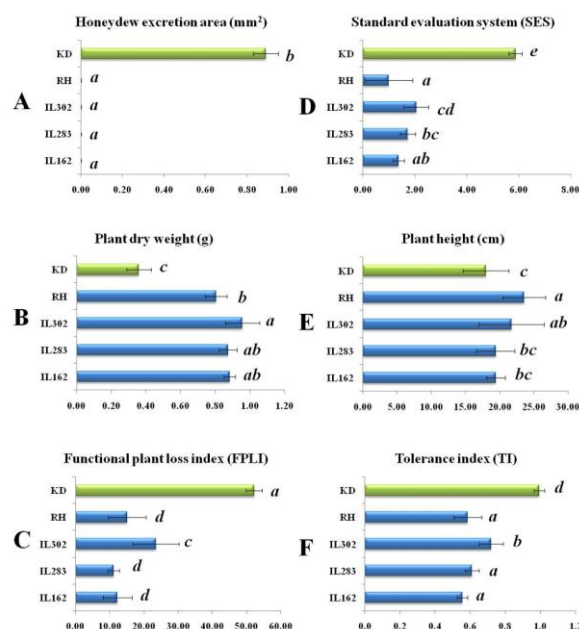 Honeydew excretion area (mm²)
KD
b
RH
a
A
IL302
a
IL283
a
IL162
a
0.00 0.20 0.40 0.60 0.80 1.00
Standard evaluation system (SES)
KD
e
RH
a
D
IL302
cd
IL283
bc
IL162
ab
0.00 2.00 4.00 6.00 8.00
Plant dry weight (g)
KD
c
RH
b
B
IL302
a
IL283
ab
IL162
ab
0.00 0.20 0.40 0.60 0.80 1.00 1.20
Plant height (cm)
KD
c
RH
a
E
IL302
ab
IL283
bc
IL162
bc
0.00 5.00 10.00 15.00 20.00 25.00 30.00
Functional plant loss index (FPLI)
KD
a
RH
d
C
IL302
c
IL283
d
IL162
d
0.00 10.00 20.00 30.00 40.00 50.00 60.00
Tolerance index (TI)
KD
d
RH
a
F
IL302
b
IL283
a
IL162
a
0.0 0.2 0.4 0.6 0.8 1.0 1.2